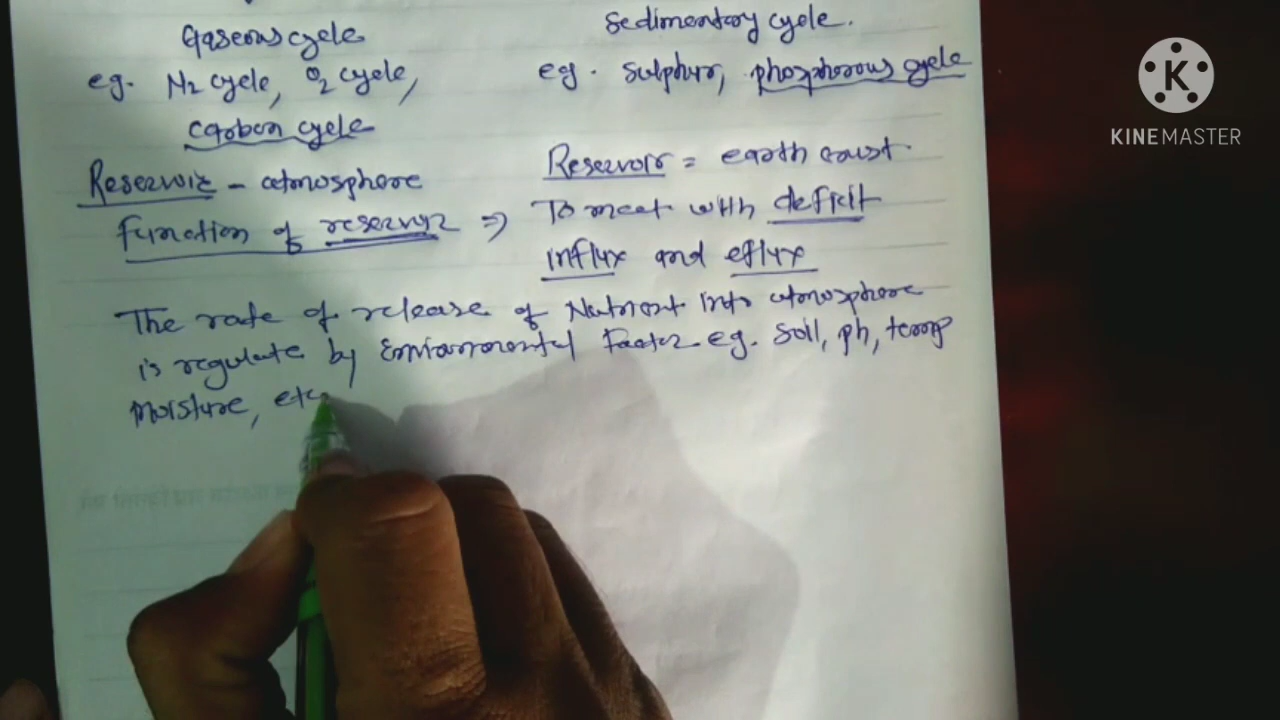 Gaseous cycle
eg. N2 cycle, O2 cycle,
Carbon cycle
Reservoir - atmosphere
function of reservoir ⇒ To meet with deficit
influx and eflux
Sedimentary cycle.
eg. Sulphur, phosphorous cycle
Reservoir = earth crust.
The rate of release of Nutrient into atmosphere
is regulate by Environmental Factor eg. Soil, ph, temp
Moisture, etc
K
KINEMASTER